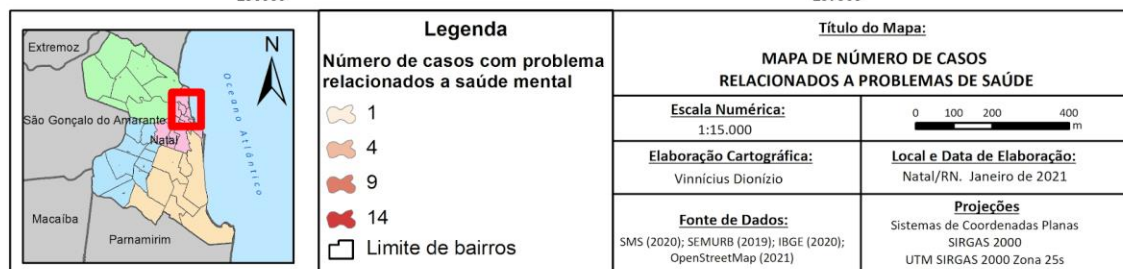 Extremoz
N
São Gonçalo do Amarante
Natal
Oceano Atlântico
Macaíba
Parnamirim
Legenda
Número de casos com problema
relacionados a saúde mental
1
4
9
14
Limite de bairros
Título do Mapa:
MAPA DE NÚMERO DE CASOS
RELACIONADOS A PROBLEMAS DE SAÚDE
Escala Numérica:
1:15.000
0 100 200 400
m
Elaboração Cartográfica:
Vinnícius Dionízio
Local e Data de Elaboração:
Natal/RN. Janeiro de 2021
Fonte de Dados:
SMS (2020); SEMURB (2019); IBGE (2020);
OpenStreetMap (2021)
Projeções
Sistemas de Coordenadas Planas
SIRGAS 2000
UTM SIRGAS 2000 Zona 25s